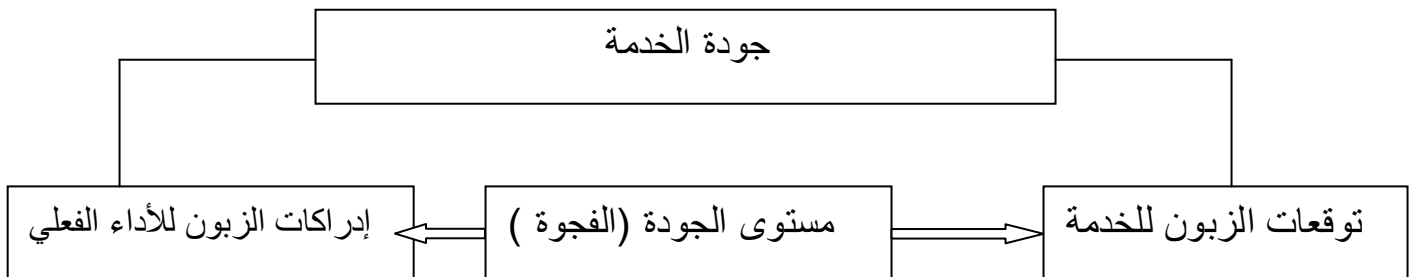 جودة الخدمة
توقعات الزبون للخدمة
مستوى الجودة (الفجوة )
إدراكات الزبون للأداء الفعلي